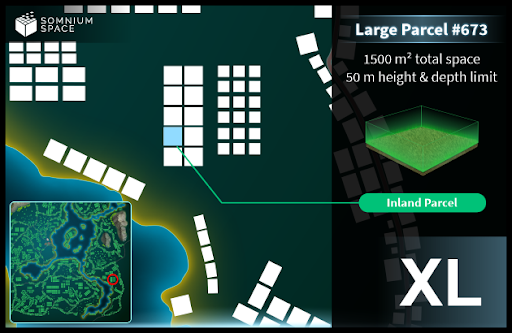 SOMNIUM
SPACE
Large Parcel #673
1500 m² total space
50 m height & depth limit
Inland Parcel
XL